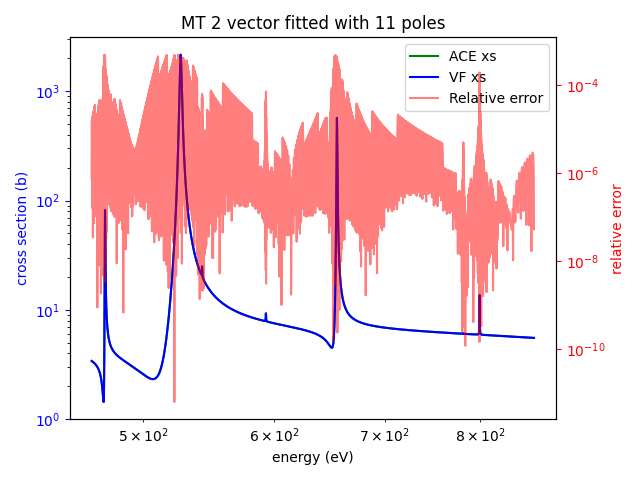 MT 2 vector fitted with 11 poles
ACE xs
VF xs
Relative error
10³
10²
10¹
10⁰
cross section (b)
10⁻⁴
10⁻⁶
10⁻⁸
10⁻¹⁰
relative error
5 × 10² 6 × 10² 7 × 10² 8 × 10²
energy (eV)